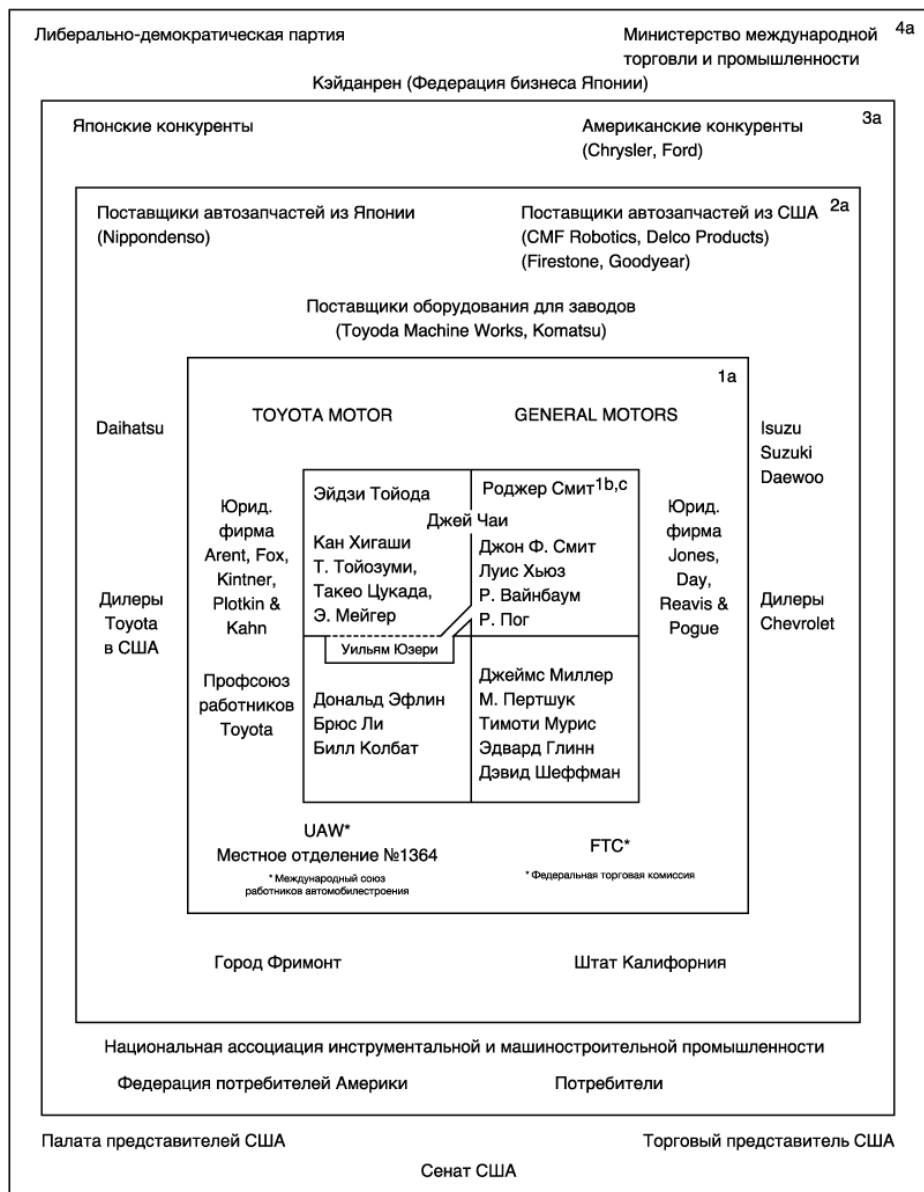 4a
Либерально-демократическая партия
Министерство международной
торговли и промышленности
Кэйданрен (Федерация бизнеса Японии)
3a
Японские конкуренты
Американские конкуренты
(Chrysler, Ford)
2a
Поставщики автозапчастей из Японии
(Nippondenso)
Поставщики автозапчастей из США
(CMF Robotics, Delco Products)
(Firestone, Goodyear)
Поставщики оборудования для заводов
(Toyoda Machine Works, Komatsu)
1a
TOYOTA MOTOR
GENERAL MOTORS
Daihatsu
Isuzu
Suzuki
Daewoo
Юрид.
фирма
Arent, Fox,
Kintner,
Plotkin &
Kahn
Эйдзи Тойода
Роджер Смит1b,c
Джей Чаи
Кан Хигаши
Т. Тойозуми,
Такео Цукада,
Э. Мейгер
Джон Ф. Смит
Луис Хьюз
Р. Вайнбаум
Р. Пог
Юрид.
фирма
Jones,
Day,
Reavis &
Pogue
Дилеры
Toyota
в США
Дилеры
Chevrolet
Уильям Юзери
Профсоюз
работников
Toyota
Дональд Эфлин
Брюс Ли
Билл Колбат
Джеймс Миллер
М. Пертшук
Тимоти Мурис
Эдвард Глинн
Дэвид Шеффман
UAW*
Местное отделение №1364
* Международный союз
работников автомобилестроения
FTC*
* Федеральная торговая комиссия
Город Фримонт
Штат Калифорния
Национальная ассоциация инструментальной и машиностроительной промышленности
Федерация потребителей Америки
Потребители
Палата представителей США
Торговый представитель США
Сенат США